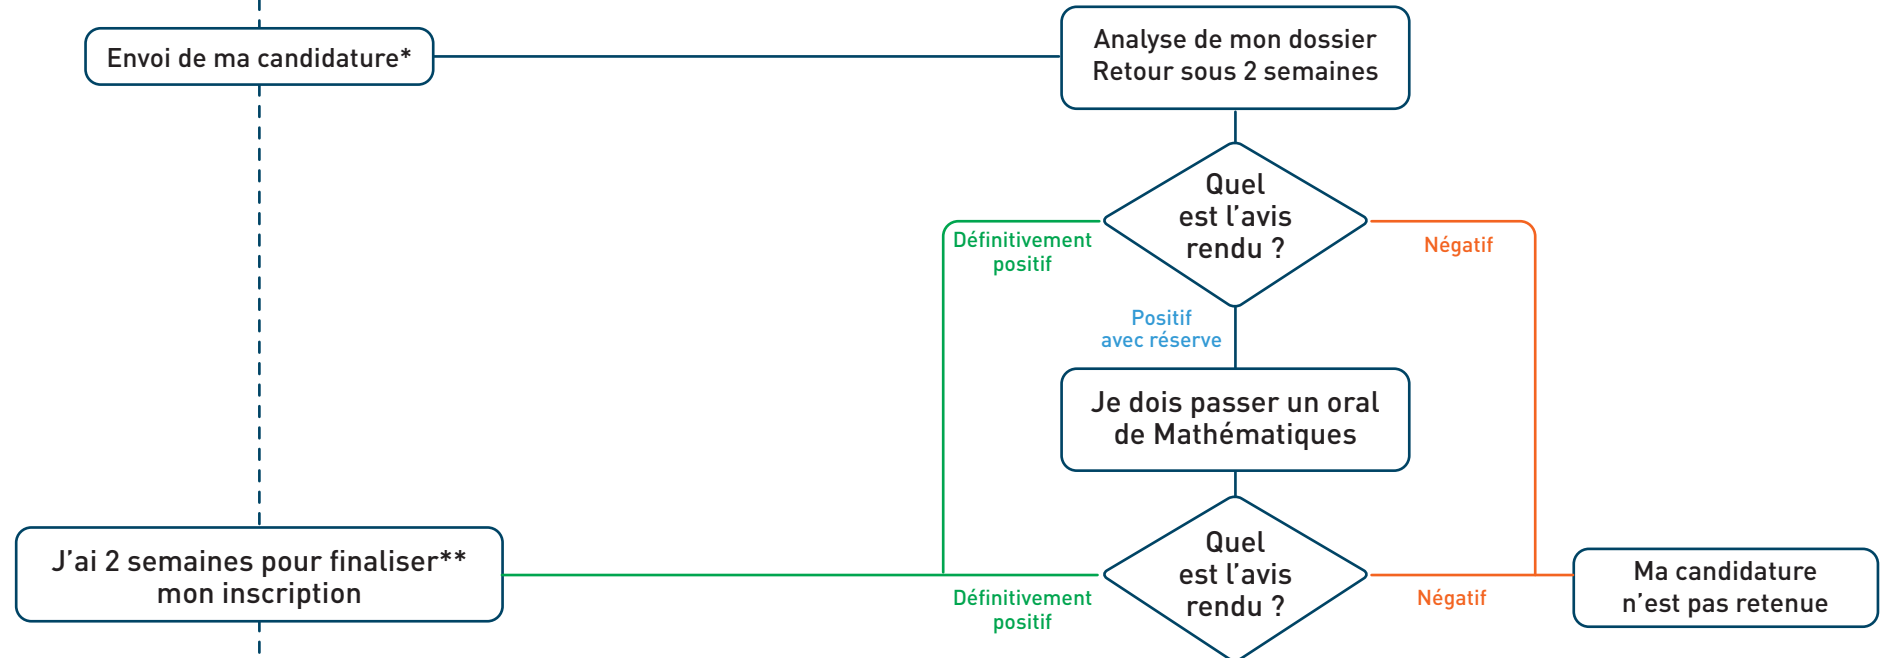 Envoi de ma candidature*
Analyse de mon dossier
Retour sous 2 semaines
Quel
est l’avis
rendu ?
Définitivement
positif
Négatif
Positif
avec réserve
Je dois passer un oral
de Mathématiques
J’ai 2 semaines pour finaliser**
mon inscription
Quel
est l’avis
rendu ?
Définitivement
positif
Négatif
Ma candidature
n’est pas retenue